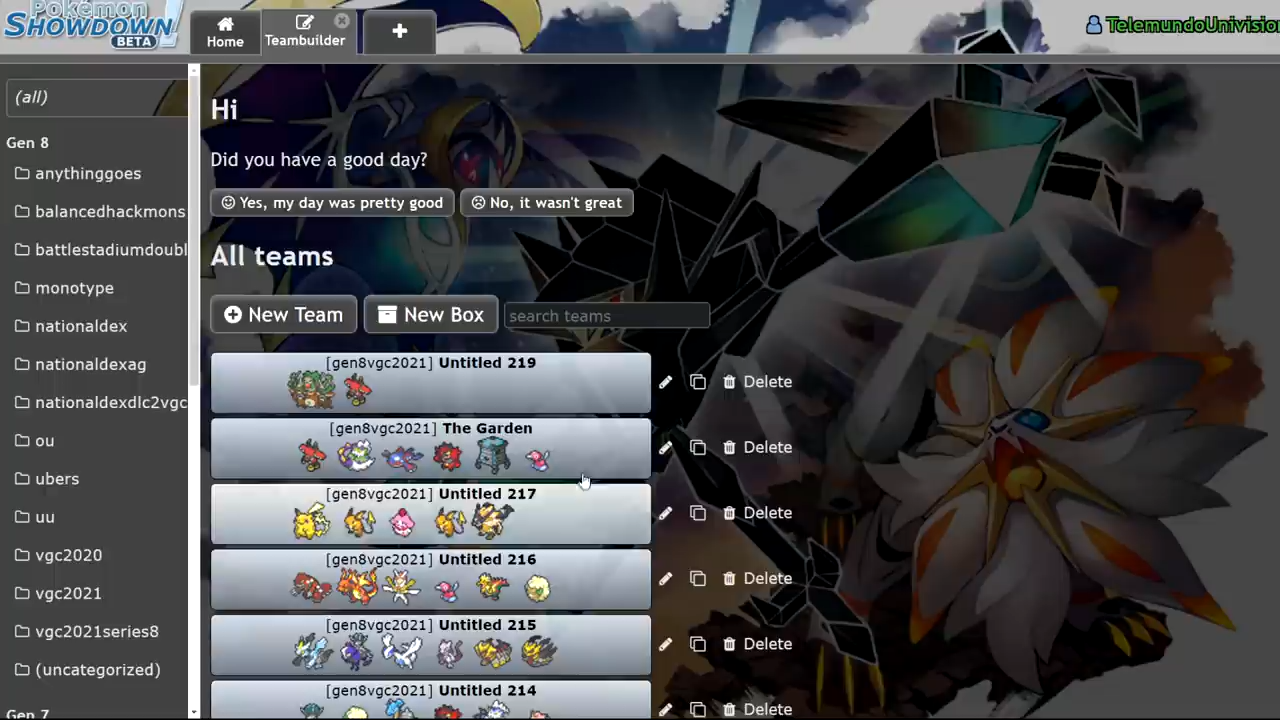 Pokémon
SHOWDOWN!
BETA
Home
Teambuilder
TelemundoUnivisio
(all)
Gen 8
anythinggoes
balancedhackmons
battlestadiumdoubl
monotype
nationaldex
nationaldexag
nationaldexdlc2vgc
ou
ubers
uu
vgc2020
vgc2021
vgc2021series8
(uncategorized)
Gen 7
Hi
Did you have a good day?
Yes, my day was pretty good No, it wasn't great
All teams
New Team New Box search teams
[gen8vgc2021] Untitled 219
Delete
[gen8vgc2021] The Garden
Delete
[gen8vgc2021] Untitled 217
Delete
[gen8vgc2021] Untitled 216
Delete
[gen8vgc2021] Untitled 215
Delete
[gen8vgc2021] Untitled 214
Delete